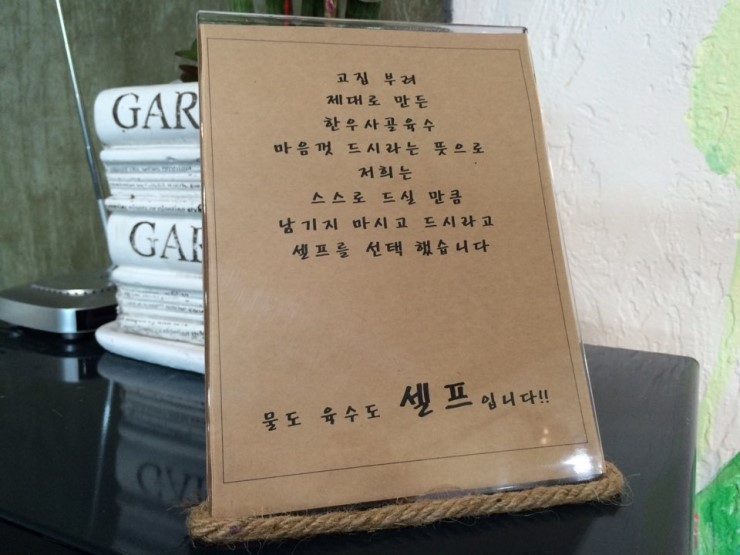 고집 부려
제대로 만든
한우사골육수
마음껏 드시라는 뜻으로
저희는
스스로 드실 만큼
남기지 마시고 드시라고
셀프를 선택 했습니다
물도 육수도 셀프입니다!!
GAR
GAR